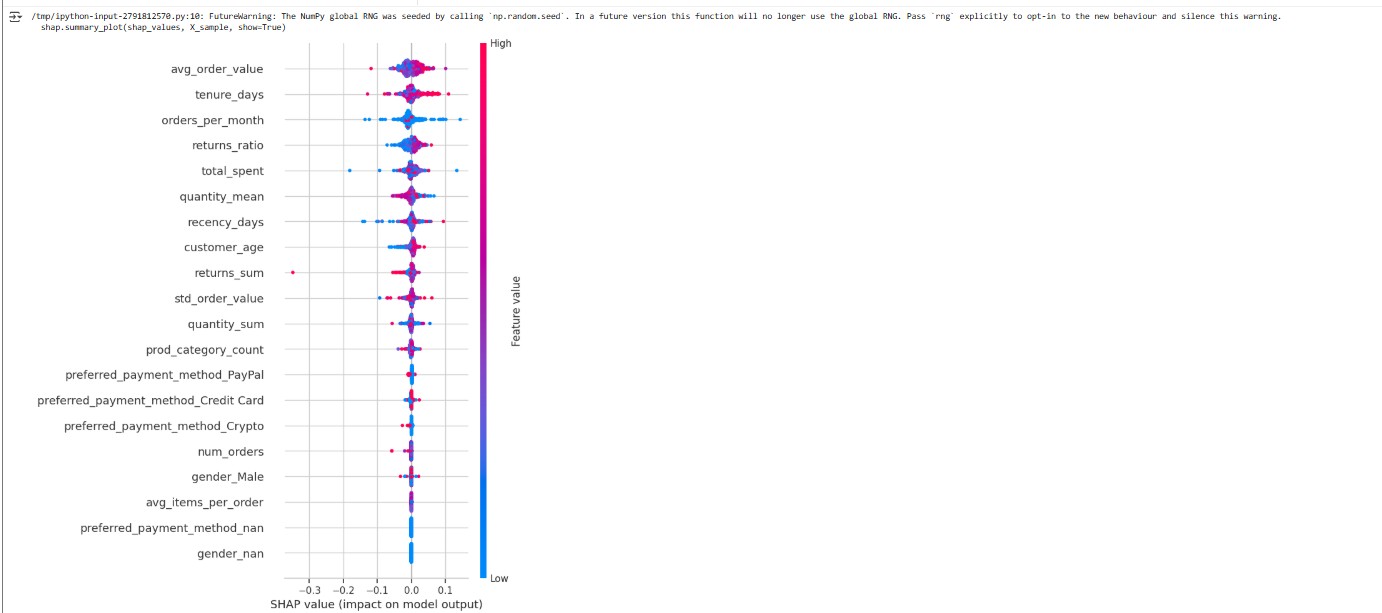 /tmp/ipython-input-2791812570.py:10: FutureWarning: The NumPy global RNG was seeded by calling `np.random.seed`. In a future version this function will no longer use the global RNG. Pass `rng` explicitly to opt-in to the new behaviour and silence this warning.
shap.summary_plot(shap_values, X_sample, show=True)
High
avg_order_value
tenure_days
orders_per_month
returns_ratio
total_spent
quantity_mean
recency_days
customer_age
returns_sum
std_order_value
quantity_sum
prod_category_count
preferred_payment_method_PayPal
preferred_payment_method_Credit Card
preferred_payment_method_Crypto
num_orders
gender_Male
avg_items_per_order
preferred_payment_method_nan
gender_nan
Feature value
Low
−0.3 −0.2 −0.1 0.0 0.1
SHAP value (impact on model output)